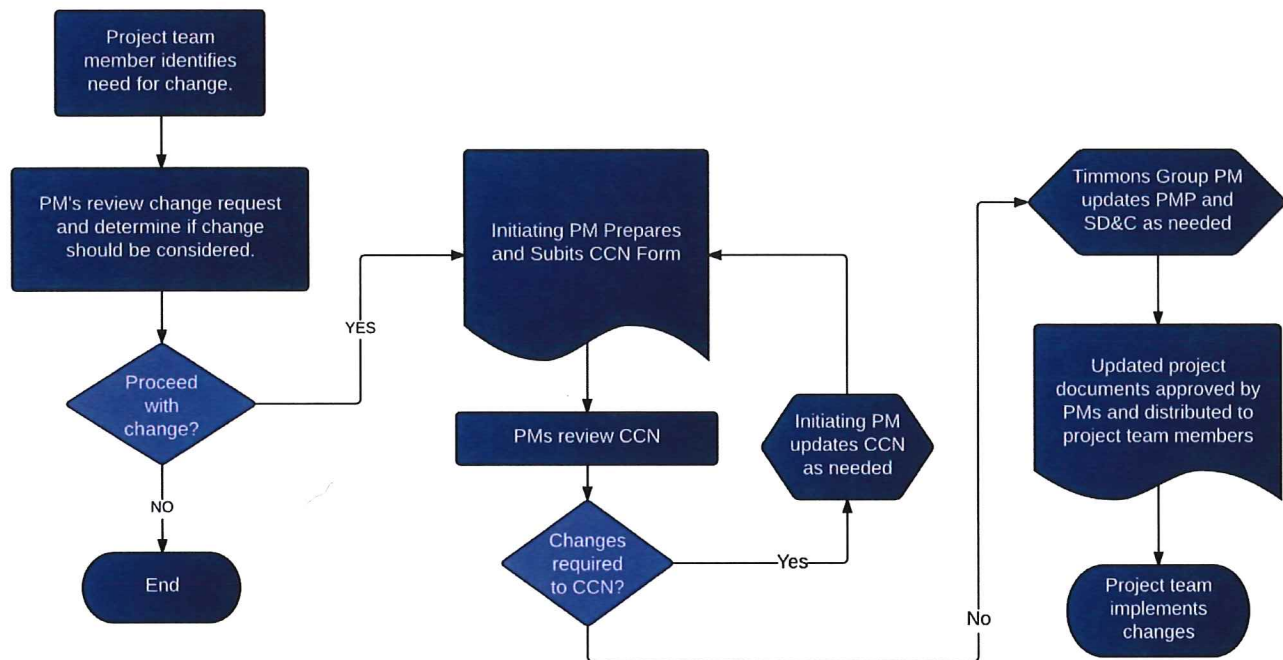 Project team
member identifies
need for change.
PM's review change request
and determine if change
should be considered.
Proceed
with
change?
YES
NO
End
Initiating PM Prepares
and Subits CCN Form
PMs review CCN
Changes
required
to CCN?
Yes
Initiating PM
updates CCN
as needed
No
Timmons Group PM
updates PMP and
SD&C as needed
Updated project
documents approved by
PMs and distributed to
project team members
Project team
implements
changes